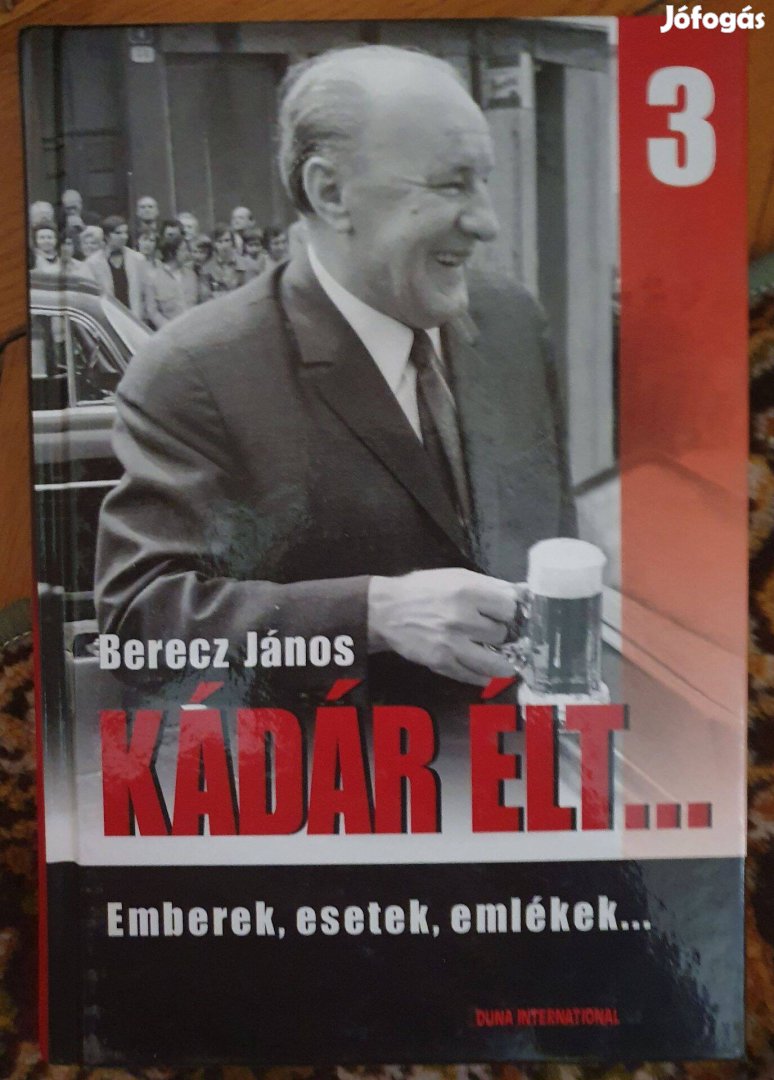 Jófogás
3
Berecz János
KÁDÁR ÉLT...
Emberek, esetek, emlékek...
DUNA INTERNATIONAL